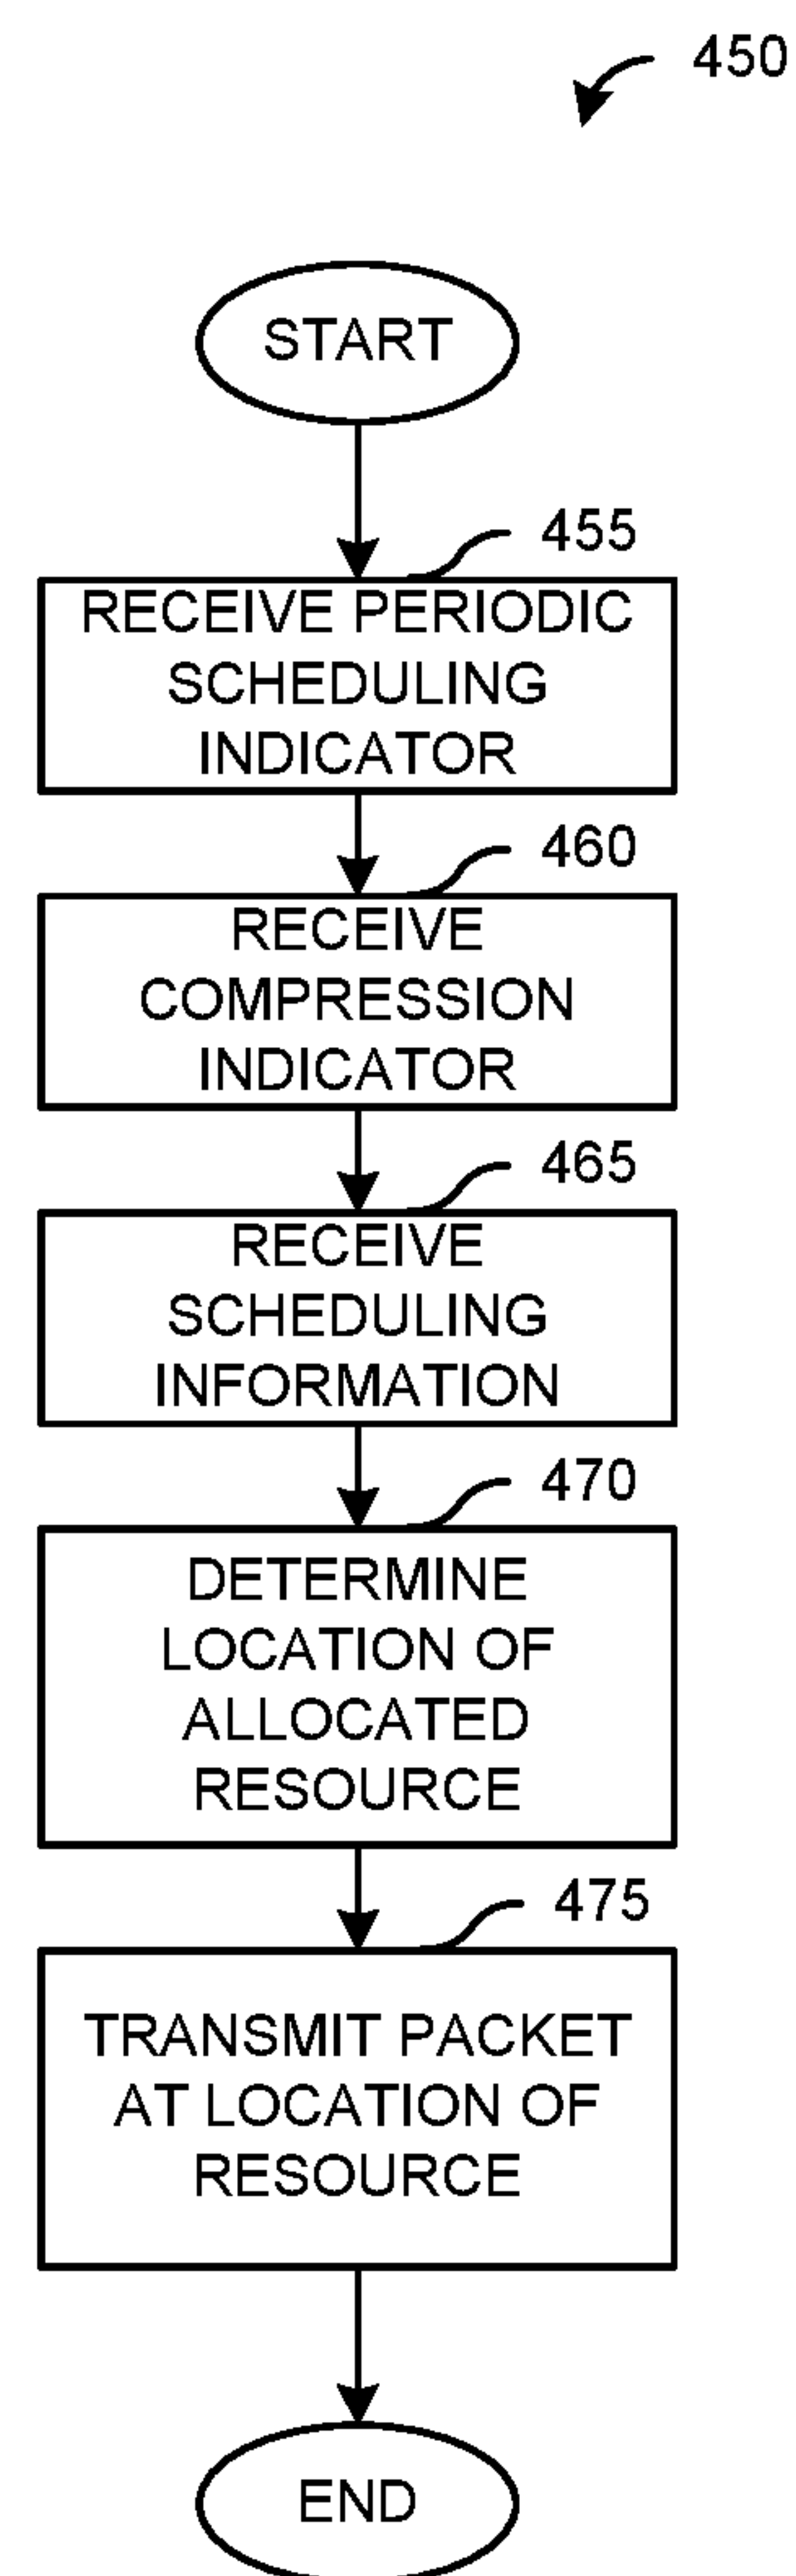 450
START
455
RECEIVE PERIODIC
SCHEDULING
INDICATOR
460
RECEIVE
COMPRESSION
INDICATOR
465
RECEIVE
SCHEDULING
INFORMATION
470
DETERMINE
LOCATION OF
ALLOCATED
RESOURCE
475
TRANSMIT PACKET
AT LOCATION OF
RESOURCE
END